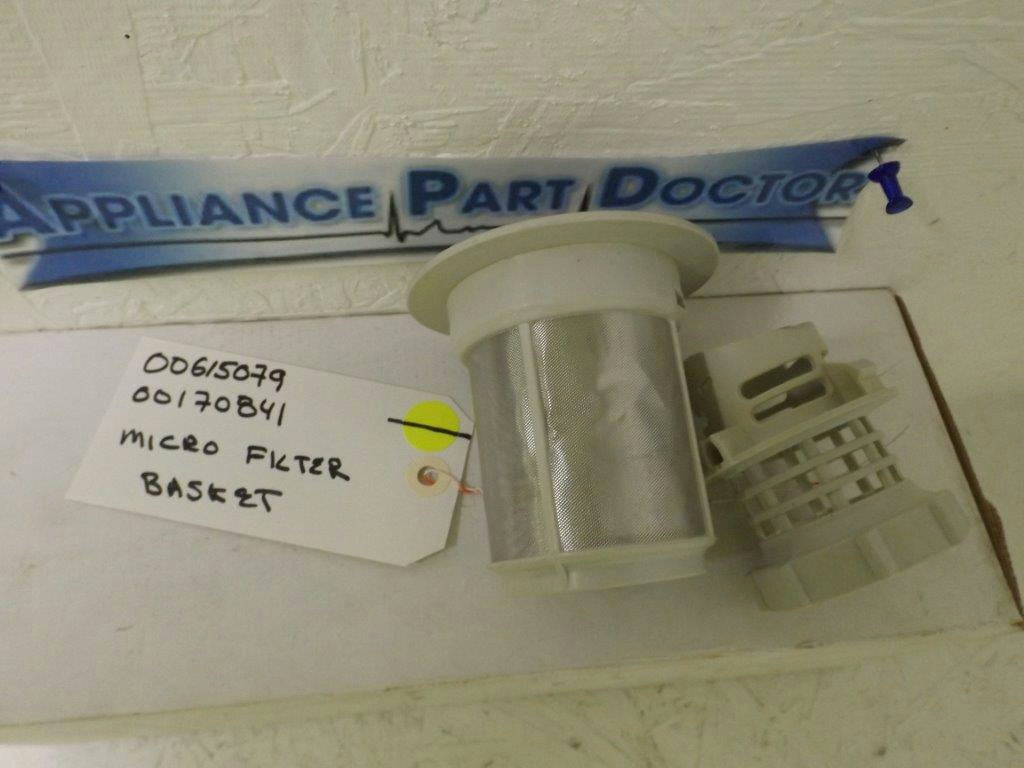 APPLIANCE PART DOCTOR
00615079
00170841
MICRO FILTER
BASKET